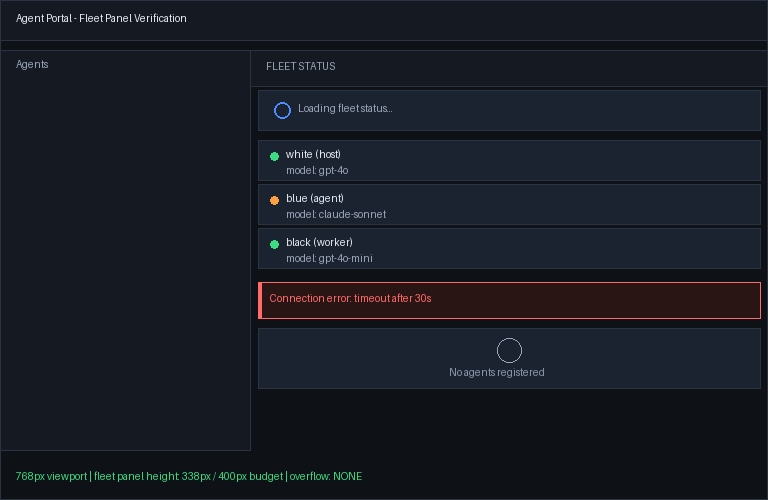 Agent Portal - Fleet Panel Verification
Agents
FLEET STATUS
Loading fleet status...
white (host)
model: gpt-4o
blue (agent)
model: claude-sonnet
black (worker)
model: gpt-4o-mini
Connection error: timeout after 30s
No agents registered
768px viewport | fleet panel height: 338px / 400px budget | overflow: NONE